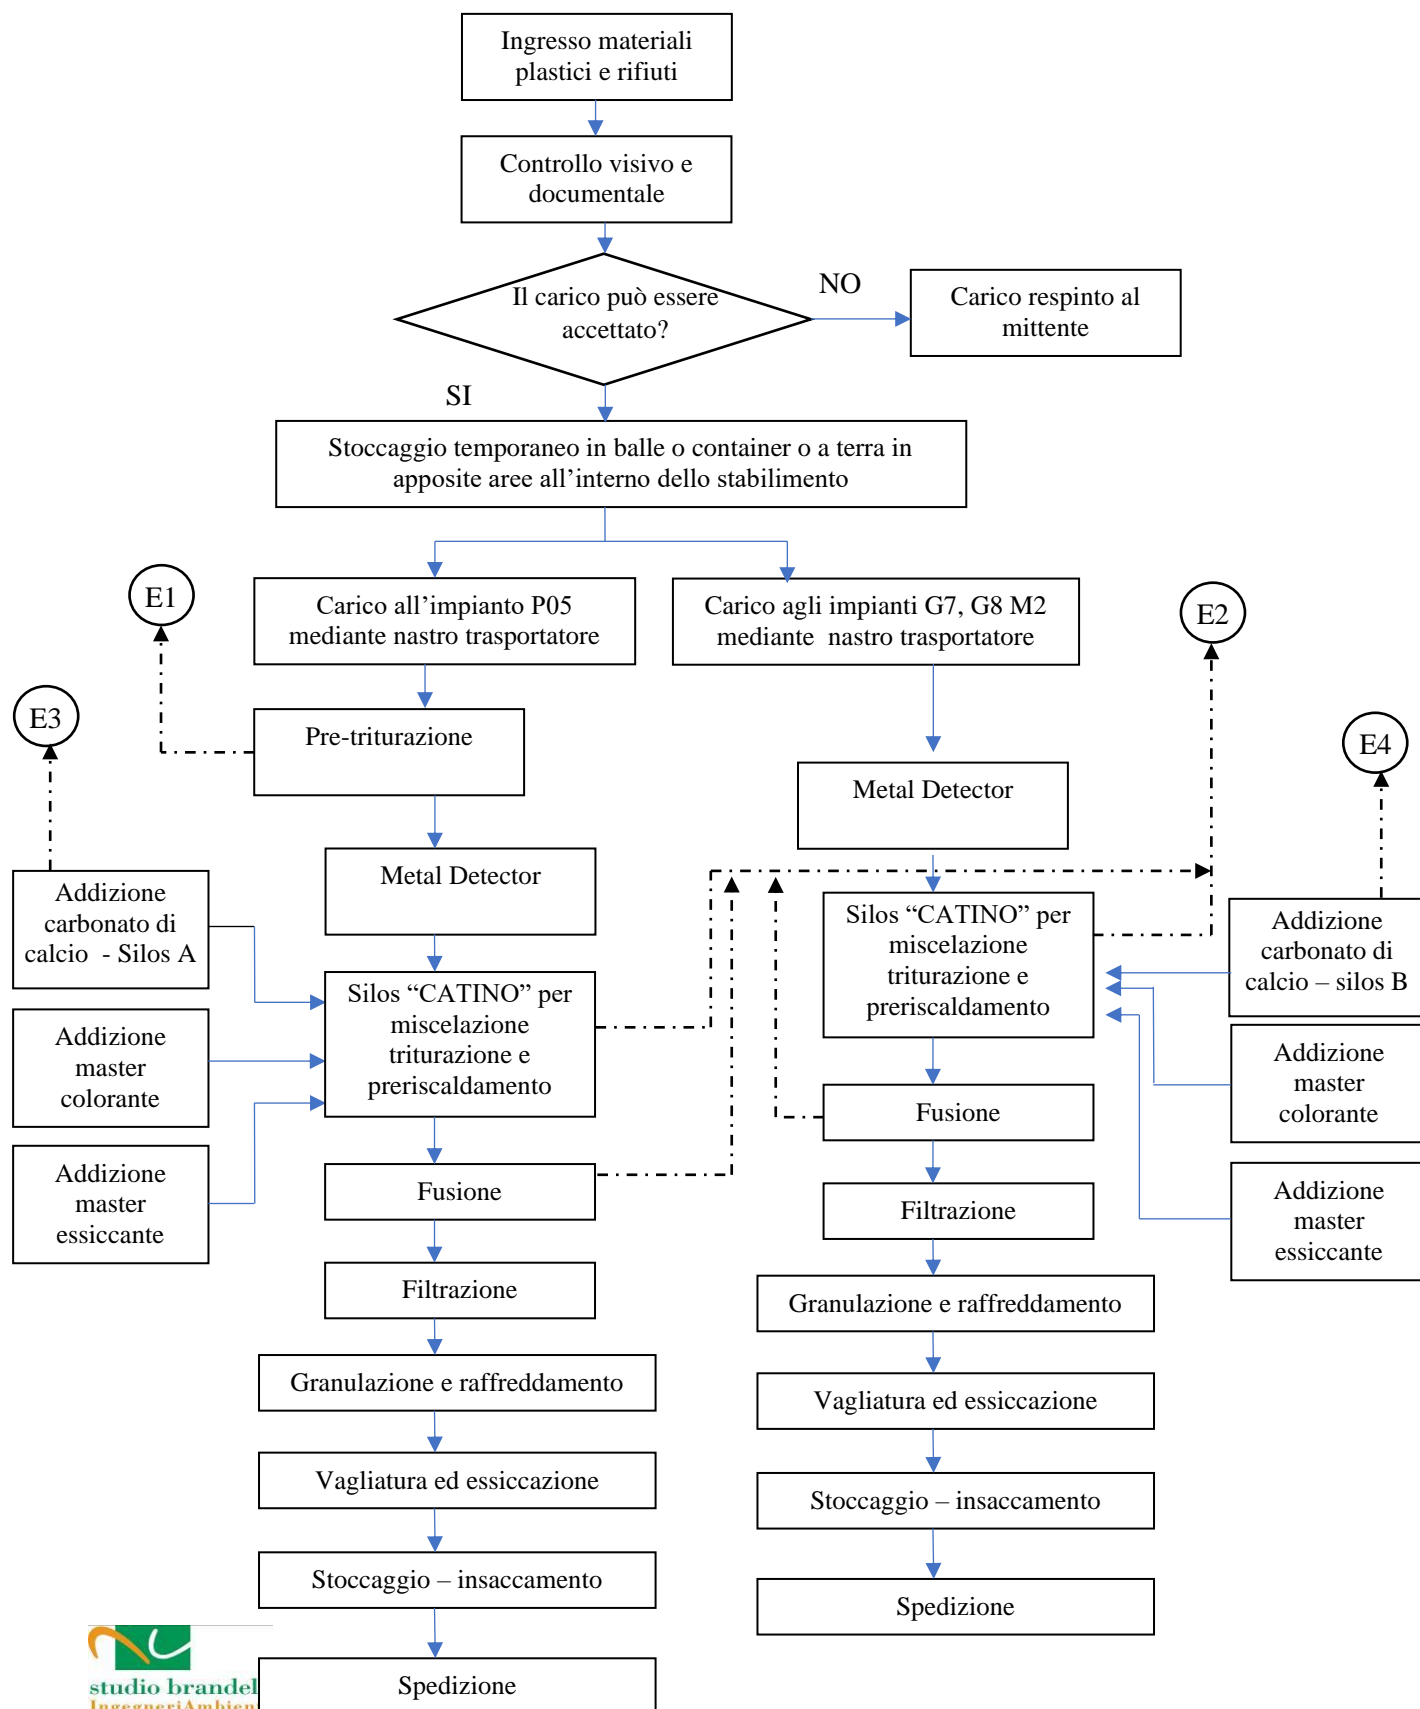 Ingresso materiali
plastici e rifiuti
Controllo visivo e
documentale
Il carico può essere
accettato?
NO
Carico respinto al
mittente
SI
Stoccaggio temporaneo in balle o container o a terra in
apposite aree all’interno dello stabilimento
E1
Carico all’impianto P05
mediante nastro trasportatore
Carico agli impianti G7, G8 M2
mediante  nastro trasportatore
E2
E3
Pre-triturazione
E4
Metal Detector
Metal Detector
Addizione
carbonato di
calcio  - Silos A
Silos “CATINO” per
miscelazione
triturazione e
preriscaldamento
Addizione
carbonato di
calcio – silos B
Silos “CATINO” per
miscelazione
triturazione e
preriscaldamento
Addizione
master
colorante
Addizione
master
colorante
Fusione
Addizione
master
essiccante
Fusione
Filtrazione
Addizione
master
essiccante
Filtrazione
Granulazione e raffreddamento
Granulazione e raffreddamento
Vagliatura ed essiccazione
Vagliatura ed essiccazione
Stoccaggio – insaccamento
Stoccaggio – insaccamento
Spedizione
Spedizione
studio brandel
IngegneriAmbien